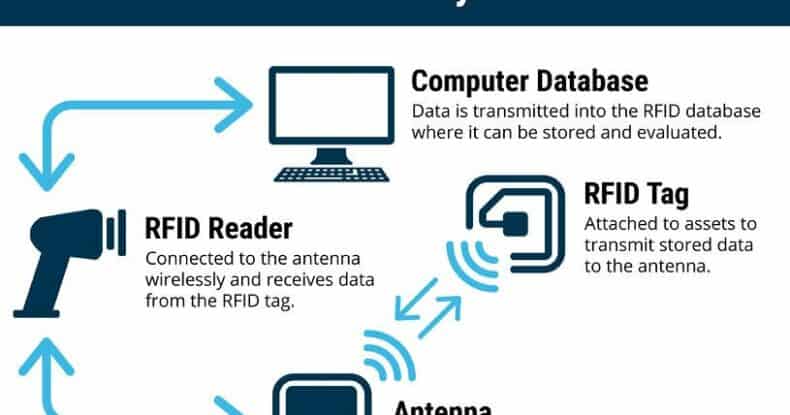 Computer Database
Data is transmitted into the RFID database
where it can be stored and evaluated.
RFID Tag
Attached to assets to
transmit stored data
to the antenna.
RFID Reader
Connected to the antenna
wirelessly and receives data
from the RFID tag.
Antenna